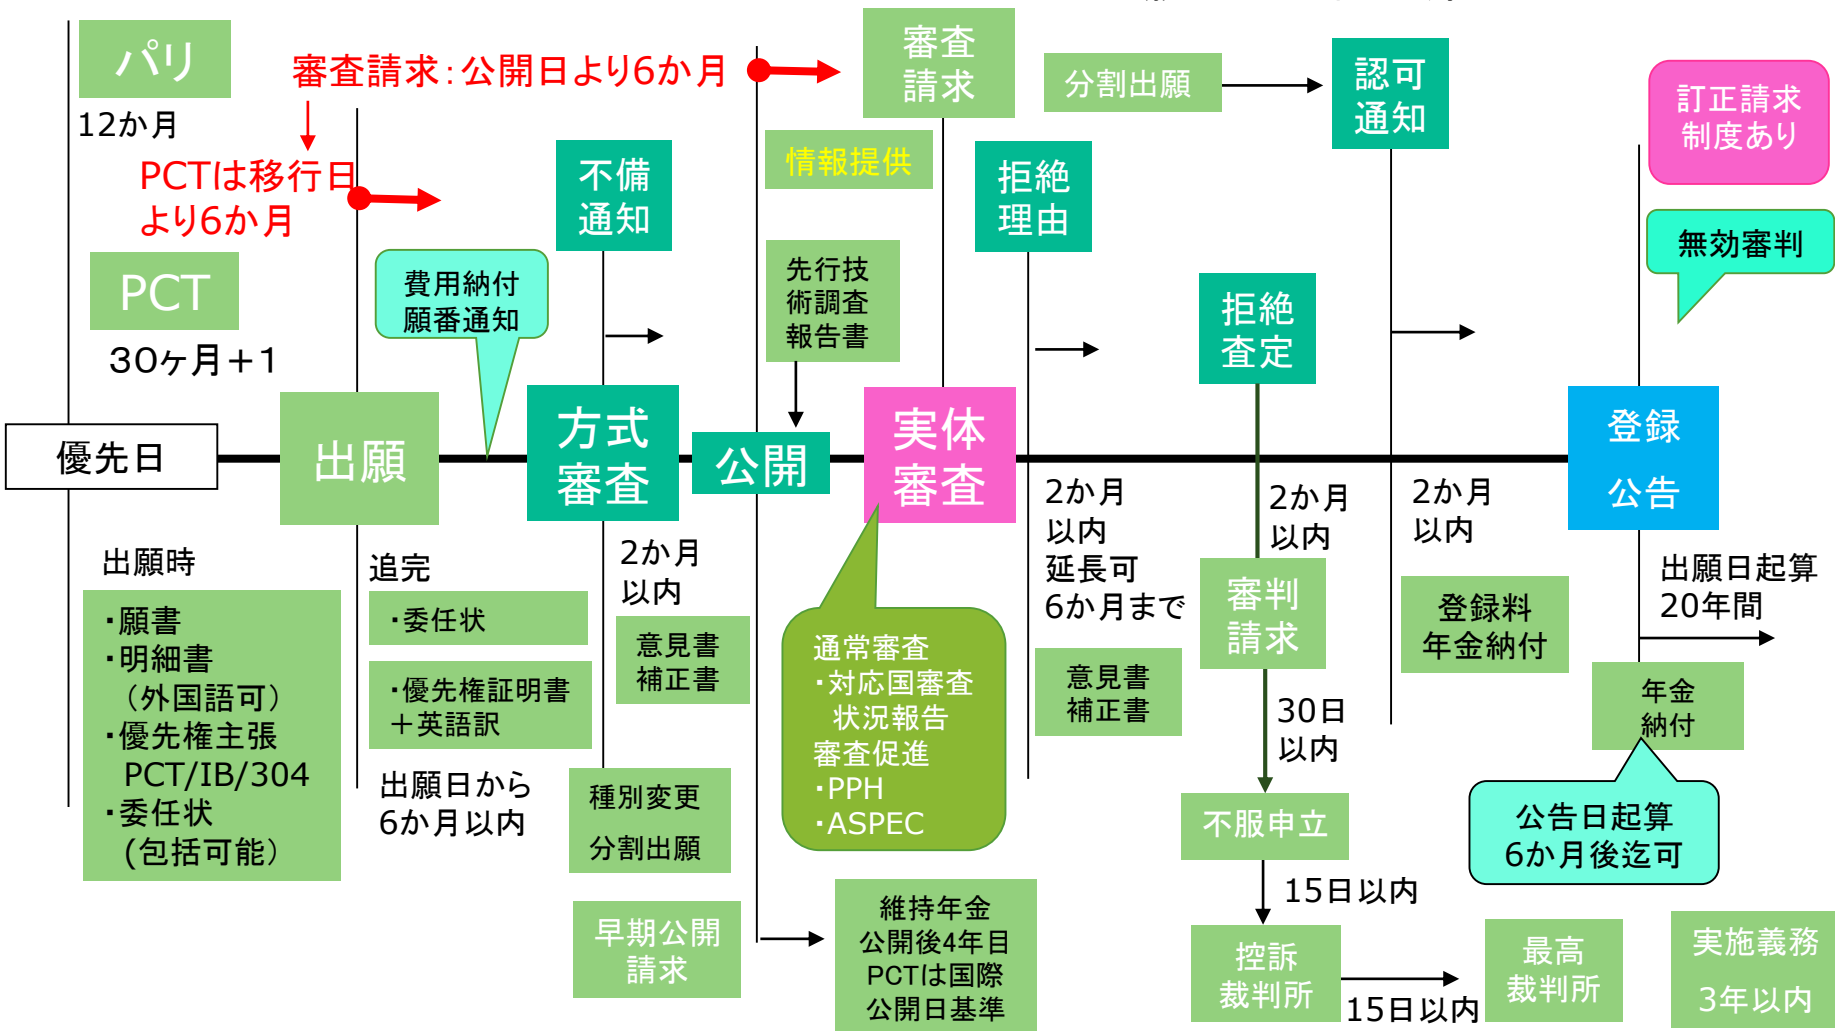 パリ
12か月
審査請求：公開日より6か月
PCTは移行日
より6か月
PCT
30ヶ月＋1
優先日
出願
費用納付
願番通知
不備
通知
方式
審査
公開
情報提供
先行技
術調査
報告書
審査
請求
実体
審査
拒絶
理由
分割出願
認可
通知
拒絶
査定
訂正請求
制度あり
無効審判
登録
公告
出願時
・願書
・明細書
（外国語可）
・優先権主張
PCT/IB/304
・委任状
(包括可能）
追完
・委任状
・優先権証明書
＋英語訳
出願日から
6か月以内
2か月
以内
意見書
補正書
種別変更
分割出願
早期公開
請求
通常審査
・対応国審査
状況報告
審査促進
・PPH
・ASPEC
維持年金
公開後4年目
PCTは国際
公開日基準
2か月
以内
延長可
6か月まで
意見書
補正書
2か月
以内
審判
請求
30日
以内
不服申立
15日以内
控訴
裁判所
15日以内
最高
裁判所
2か月
以内
登録料
年金納付
出願日起算
20年間
年金
納付
公告日起算
6か月後迄可
実施義務
3年以内